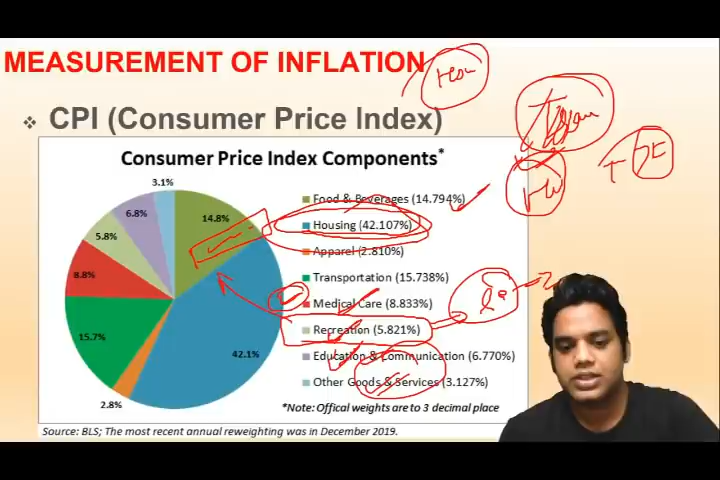 MEASUREMENT OF INFLATION
❖ CPI (Consumer Price Index)
Consumer Price Index Components*
3.1%
6.8%
14.8%
5.8%
8.8%
15.7%
42.1%
2.8%
Food & Beverages (14.794%)
Housing (42.107%)
Apparel (2.810%)
Transportation (15.738%)
Medical Care (8.833%)
Recreation (5.821%)
Education & Communication (6.770%)
Other Goods & Services (3.127%)
*Note: Offical weights are to 3 decimal place
Source: BLS; The most recent annual reweighting was in December 2019.